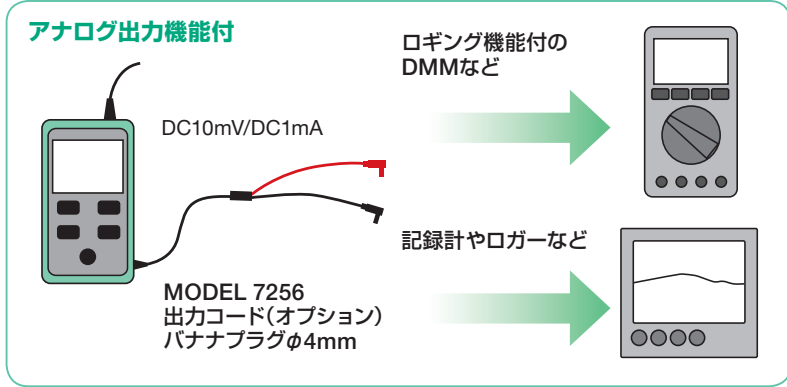 アナログ出力機能付
ロギング機能付の
DMMなど
DC10mV/DC1mA
記録計やロガーなど
MODEL 7256
出力コード(オプション)
バナナプラグφ4mm